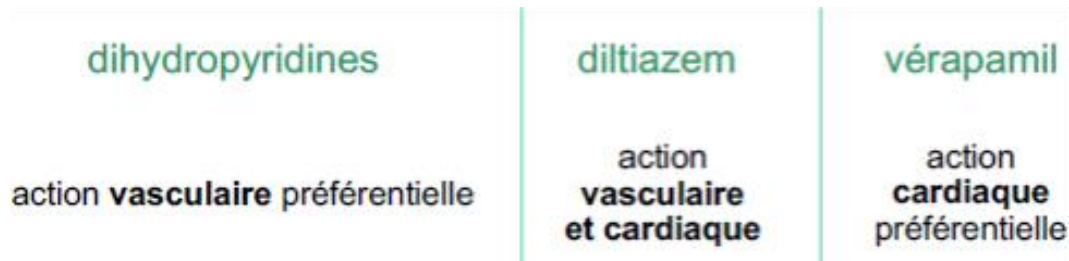 dihydropyridines
action vasculaire préférentielle
diltiazem
action
vasculaire
et cardiaque
vérapamil
action
cardiaque
préférentielle